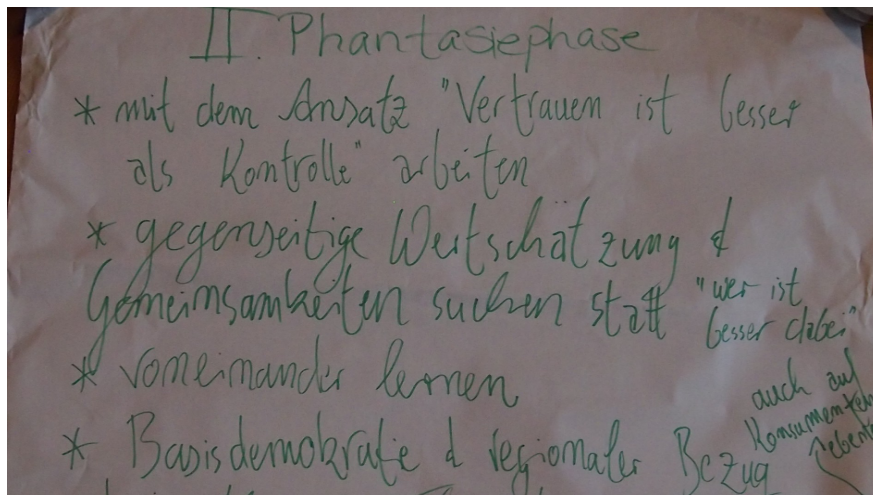 II. Phantasiephase
* mit dem Ansatz "Vertrauen ist besser
als Kontrolle" arbeiten
* gegenseitige Wertschätzung &
Gemeinsamkeiten suchen statt "wer ist
besser dabei"
* voneinander lernen
auch auf
Konsumenten
* Basisdemokratie & regionaler Bezug